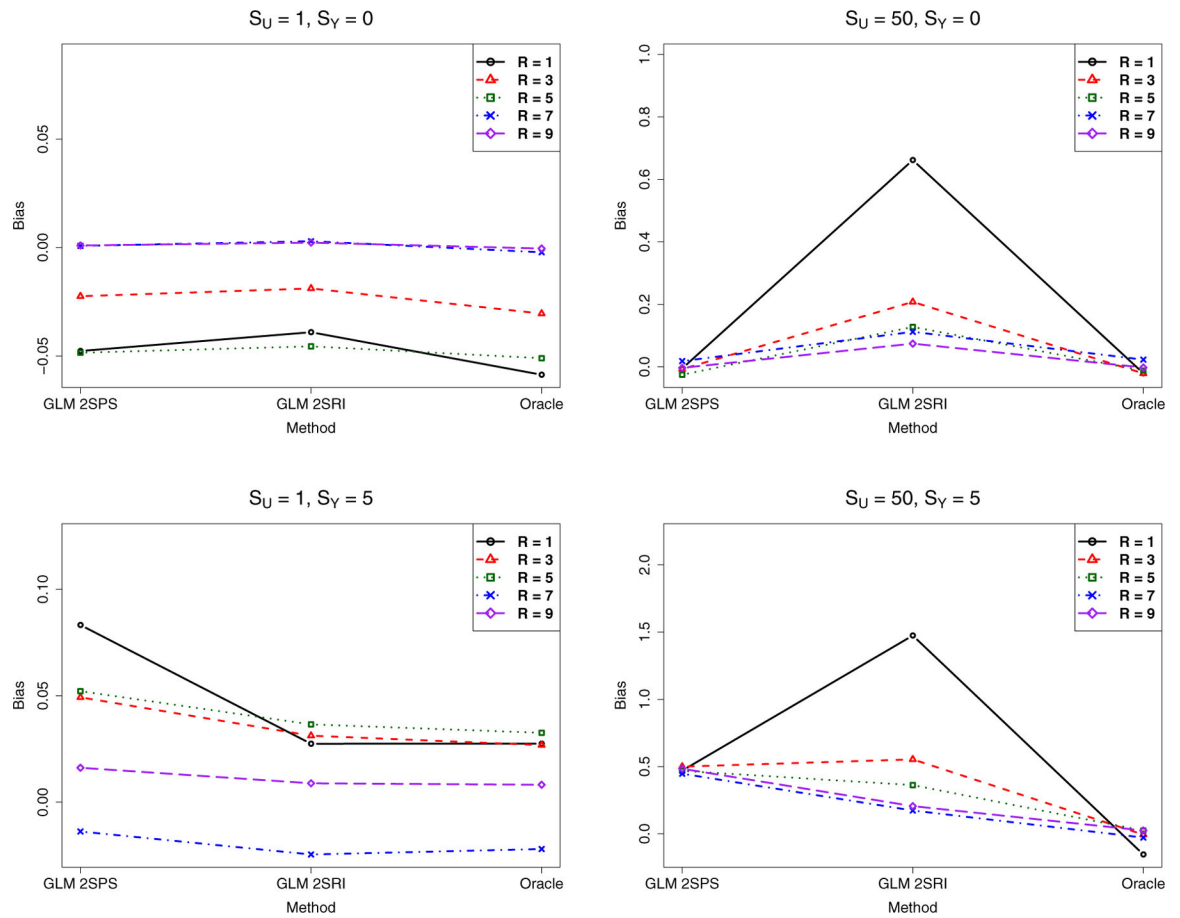 S_U = 1, S_Y = 0
R = 1
R = 3
R = 5
R = 7
R = 9
0.05
0.00
−0.05
Bias
GLM 2SPS
GLM 2SRI
Oracle
Method
S_U = 50, S_Y = 0
R = 1
R = 3
R = 5
R = 7
R = 9
1.0
0.8
0.6
0.4
0.2
0.0
Bias
GLM 2SPS
GLM 2SRI
Oracle
Method
S_U = 1, S_Y = 5
R = 1
R = 3
R = 5
R = 7
R = 9
0.10
0.05
0.00
Bias
GLM 2SPS
GLM 2SRI
Oracle
Method
S_U = 50, S_Y = 5
R = 1
R = 3
R = 5
R = 7
R = 9
2.0
1.5
1.0
0.5
0.0
Bias
GLM 2SPS
GLM 2SRI
Oracle
Method